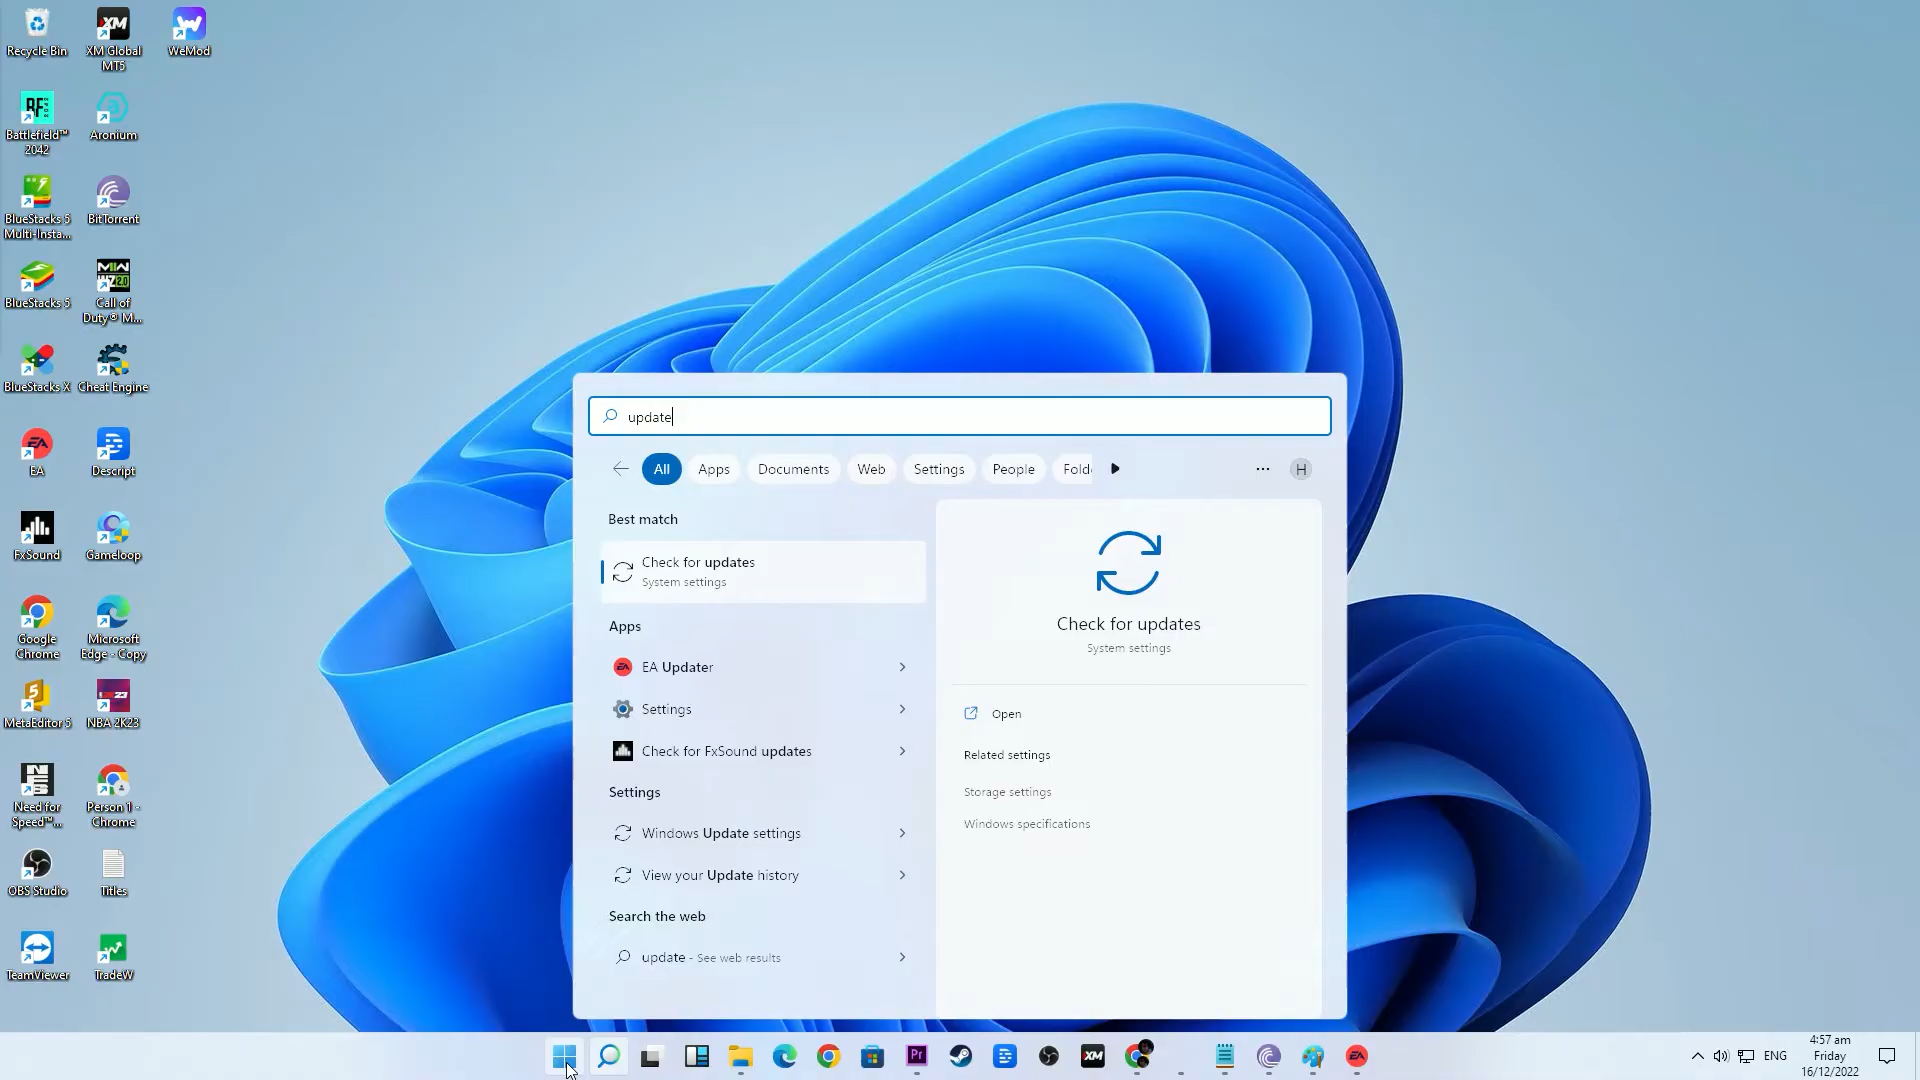 Recycle Bin
XM Global
MT5
WeMod
Battlefield™
2042
Aronium
BlueStacks 5
Multi-Insta...
BitTorrent
BlueStacks 5
Call of
Duty® M...
BlueStacks X
Cheat Engine
EA
Descript
FxSound
Gameloop
Google
Chrome
Microsoft
Edge - Copy
MetaEditor 5
NBA 2K23
Need for
Speed™...
Person 1 -
Chrome
OBS Studio
Titles
TeamViewer
TradeW
update
All
Apps
Documents
Web
Settings
People
Fold
H
Best match
Check for updates
System settings
Apps
EA Updater
Settings
Check for FxSound updates
Settings
Windows Update settings
View your Update history
Search the web
update - See web results
Check for updates
System settings
Open
Related settings
Storage settings
Windows specifications
Pr
XM
EA
ENG
4:57 am
Friday
16/12/2022